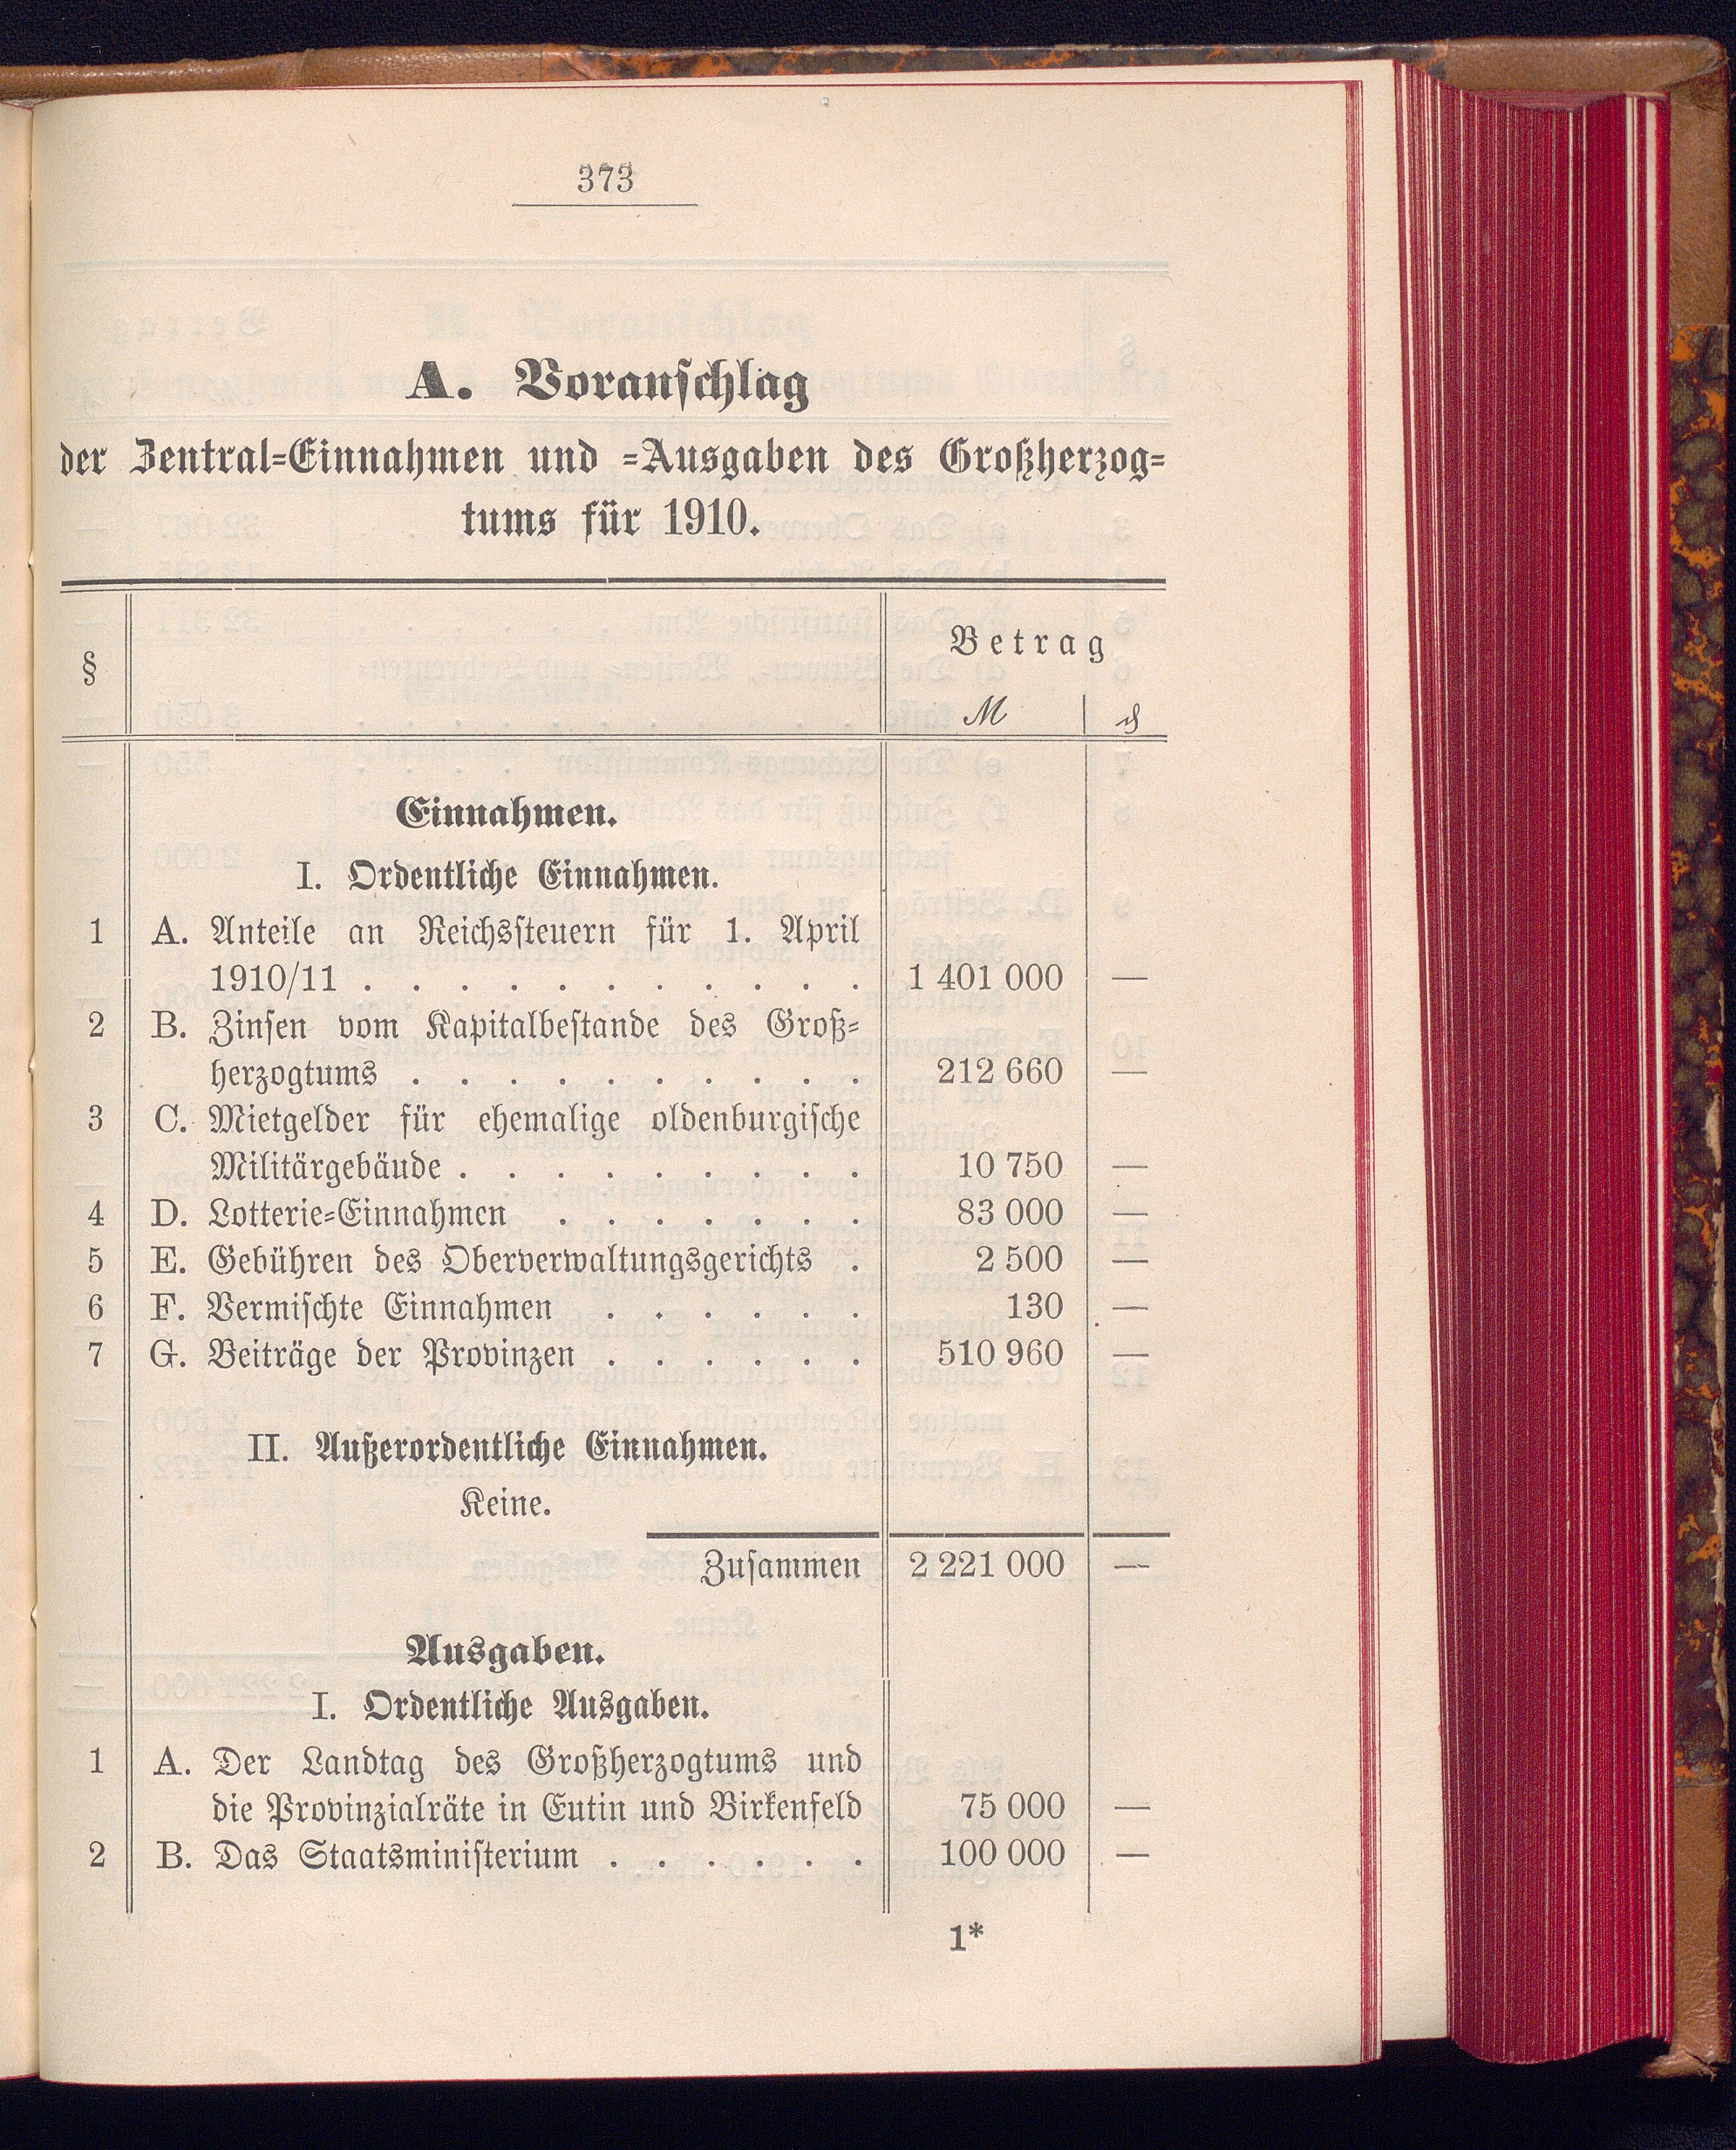 373
A. Voranschlag
der Zentral-Einnahmen und -Ausgaben des Großherzog-
tums für 1910.
§
Betrag
ℳ ₰
Einnahmen.
I. Ordentliche Einnahmen.
1 A. Anteile an Reichssteuern für 1. April
1910/11 . . . . . . . . . . . 1 401 000 —
2 B. Zinsen vom Kapitalbestande des Groß-
herzogtums . . . . . . . . . . 212 660 —
3 C. Mietgelder für ehemalige oldenburgische
Militärgebäude . . . . . . . . . 10 750 —
4 D. Lotterie-Einnahmen . . . . . . . 83 000 —
5 E. Gebühren des Oberverwaltungsgerichts . 2 500 —
6 F. Vermischte Einnahmen . . . . . . 130 —
7 G. Beiträge der Provinzen . . . . . . 510 960 —
II. Außerordentliche Einnahmen.
Keine.
Zusammen 2 221 000 —
Ausgaben.
I. Ordentliche Ausgaben.
1 A. Der Landtag des Großherzogtums und
die Provinzialräte in Eutin und Birkenfeld 75 000 —
2 B. Das Staatsministerium . . . . . . 100 000 —
1*